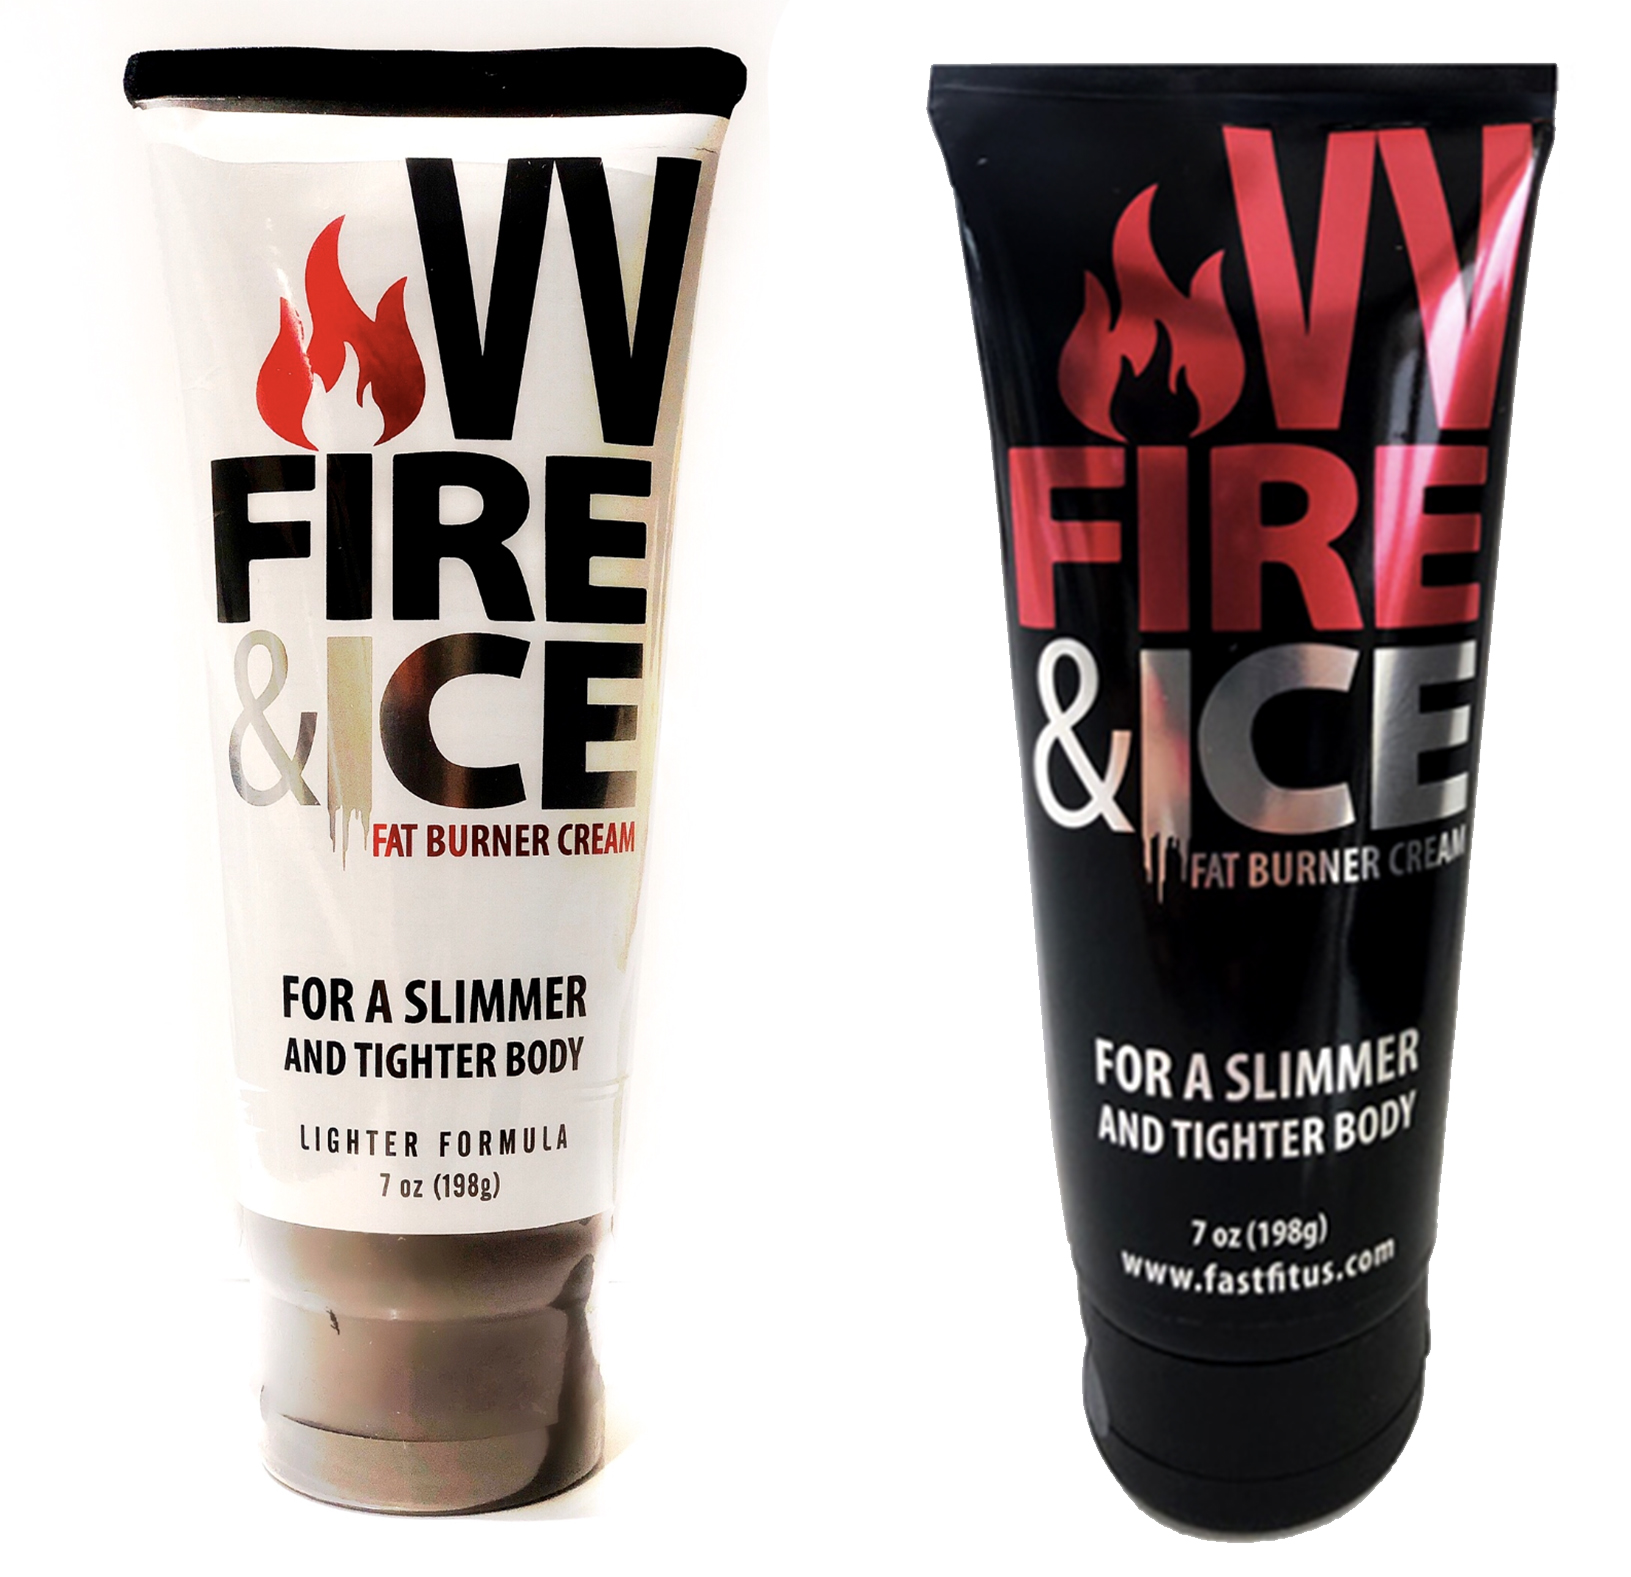 VV
FIRE
&ICE
FAT BURNER CREAM
FOR A SLIMMER
AND TIGHTER BODY
LIGHTER FORMULA
7 oz (198g)
VV
FIRE
&ICE
FAT BURNER CREAM
FOR A SLIMMER
AND TIGHTER BODY
7 oz (198g)
www.fastfitus.com